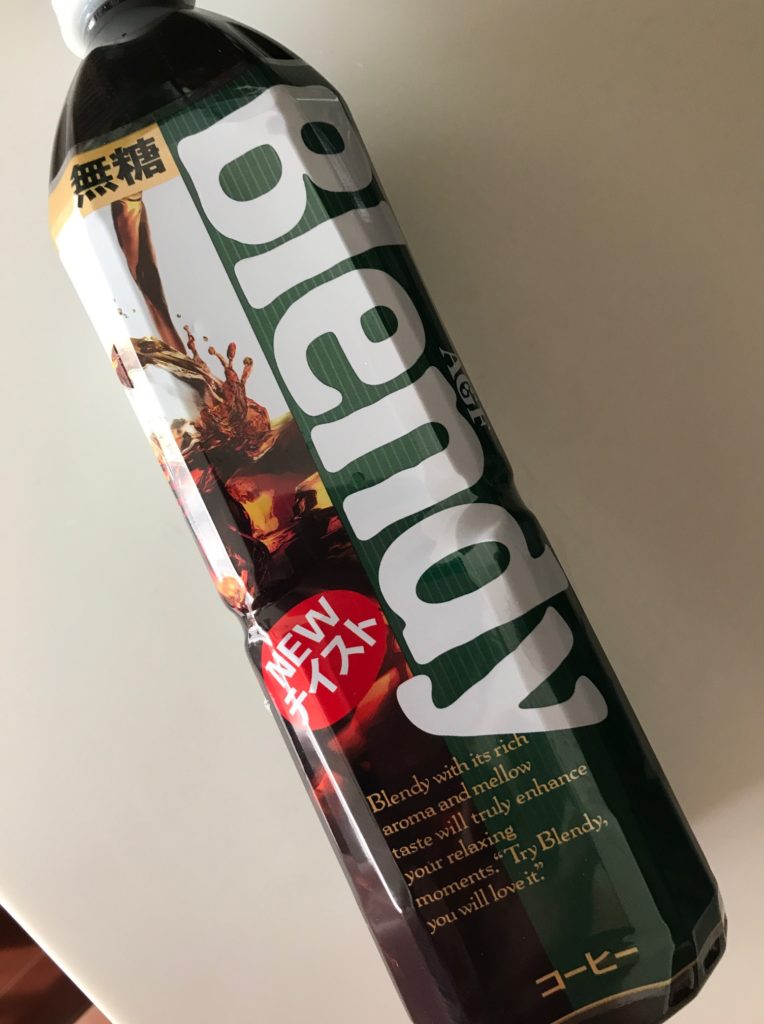 無糖
Blendy
AGF
NEW
テイスト
Blendy with its rich
aroma and mellow
taste will truly enhance
your relaxing
moments.“Try Blendy,
you will love it.”
コーヒー